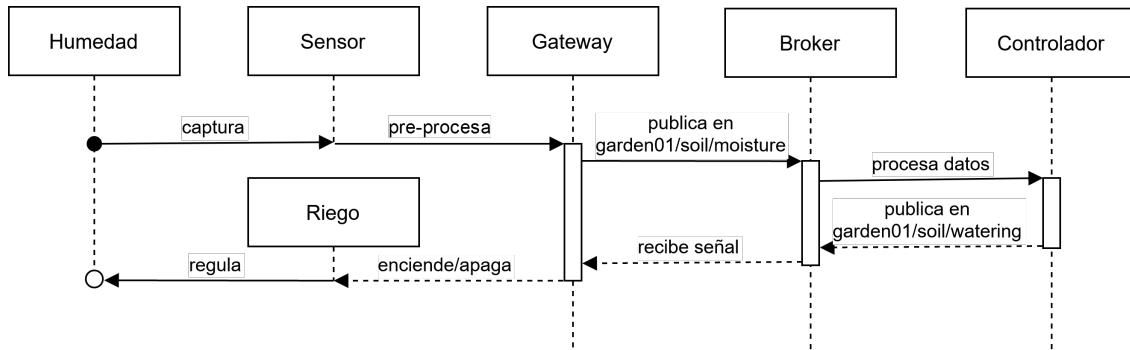 Humedad
Sensor
Gateway
Broker
Controlador
captura
pre-procesa
publica en
garden01/soil/moisture
procesa datos
Riego
publica en
garden01/soil/watering
recibe señal
regula
enciende/apaga